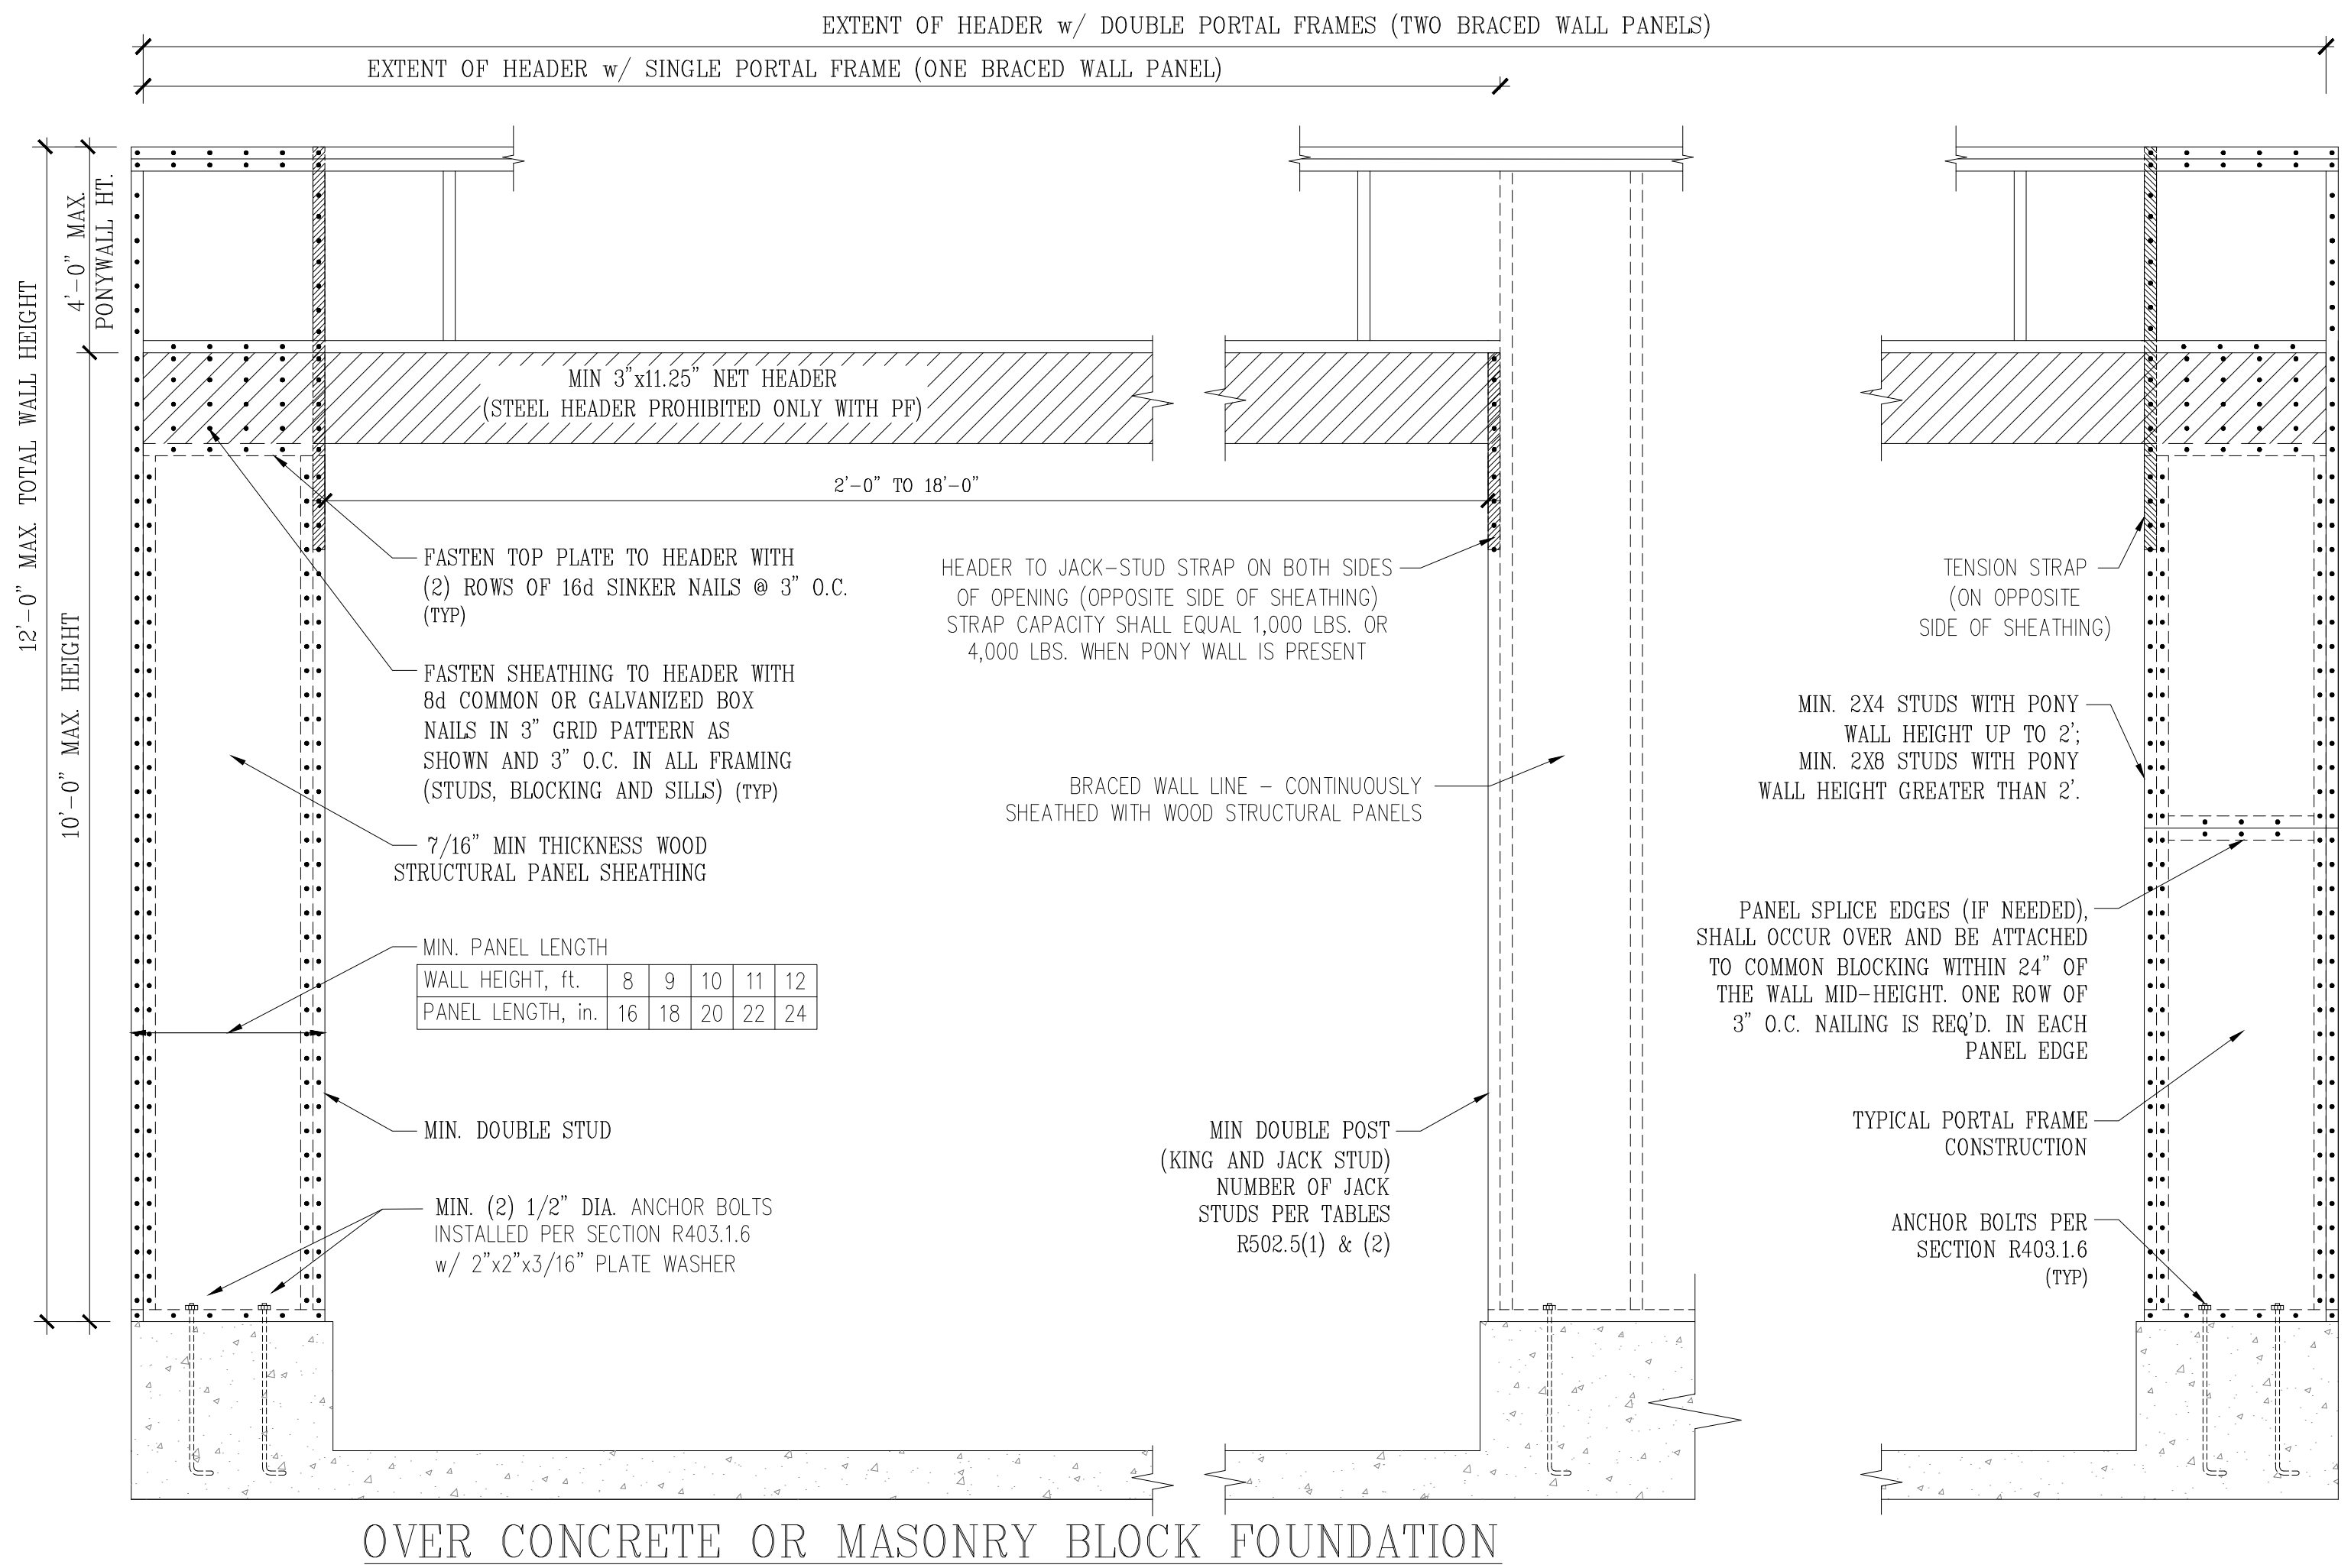 EXTENT OF HEADER w/ DOUBLE PORTAL FRAMES (TWO BRACED WALL PANELS)
EXTENT OF HEADER w/ SINGLE PORTAL FRAME (ONE BRACED WALL PANEL)
12'-0" MAX. TOTAL WALL HEIGHT
4'-0" MAX.
PONYWALL HT.
10'-0" MAX. HEIGHT
MIN 3"x11.25" NET HEADER
(STEEL HEADER PROHIBITED ONLY WITH PF)
2'-0" TO 18'-0"
FASTEN TOP PLATE TO HEADER WITH
(2) ROWS OF 16d SINKER NAILS @ 3" O.C.
(TYP)
FASTEN SHEATHING TO HEADER WITH
8d COMMON OR GALVANIZED BOX
NAILS IN 3" GRID PATTERN AS
SHOWN AND 3" O.C. IN ALL FRAMING
(STUDS, BLOCKING AND SILLS) (TYP)
7/16" MIN THICKNESS WOOD
STRUCTURAL PANEL SHEATHING
MIN. PANEL LENGTH
WALL HEIGHT, ft. 8 9 10 11 12
PANEL LENGTH, in. 16 18 20 22 24
MIN. DOUBLE STUD
MIN. (2) 1/2" DIA. ANCHOR BOLTS
INSTALLED PER SECTION R403.1.6
w/ 2"x2"x3/16" PLATE WASHER
HEADER TO JACK-STUD STRAP ON BOTH SIDES
OF OPENING (OPPOSITE SIDE OF SHEATHING)
STRAP CAPACITY SHALL EQUAL 1,000 LBS. OR
4,000 LBS. WHEN PONY WALL IS PRESENT
BRACED WALL LINE - CONTINUOUSLY
SHEATHED WITH WOOD STRUCTURAL PANELS
MIN DOUBLE POST
(KING AND JACK STUD)
NUMBER OF JACK
STUDS PER TABLES
R502.5(1) & (2)
TENSION STRAP
(ON OPPOSITE
SIDE OF SHEATHING)
MIN. 2X4 STUDS WITH PONY
WALL HEIGHT UP TO 2';
MIN. 2X8 STUDS WITH PONY
WALL HEIGHT GREATER THAN 2'.
PANEL SPLICE EDGES (IF NEEDED),
SHALL OCCUR OVER AND BE ATTACHED
TO COMMON BLOCKING WITHIN 24" OF
THE WALL MID-HEIGHT. ONE ROW OF
3" O.C. NAILING IS REQ'D. IN EACH
PANEL EDGE
TYPICAL PORTAL FRAME
CONSTRUCTION
ANCHOR BOLTS PER
SECTION R403.1.6
(TYP)
OVER CONCRETE OR MASONRY BLOCK FOUNDATION